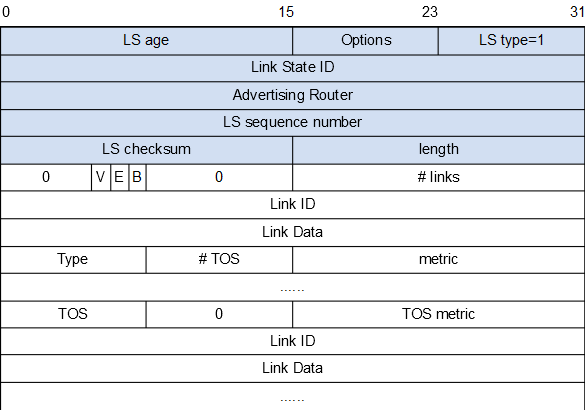 0 15 23 31
LS age Options LS type=1
Link State ID
Advertising Router
LS sequence number
LS checksum length
0 V E B 0 # links
Link ID
Link Data
Type # TOS metric
......
TOS 0 TOS metric
Link ID
Link Data
......